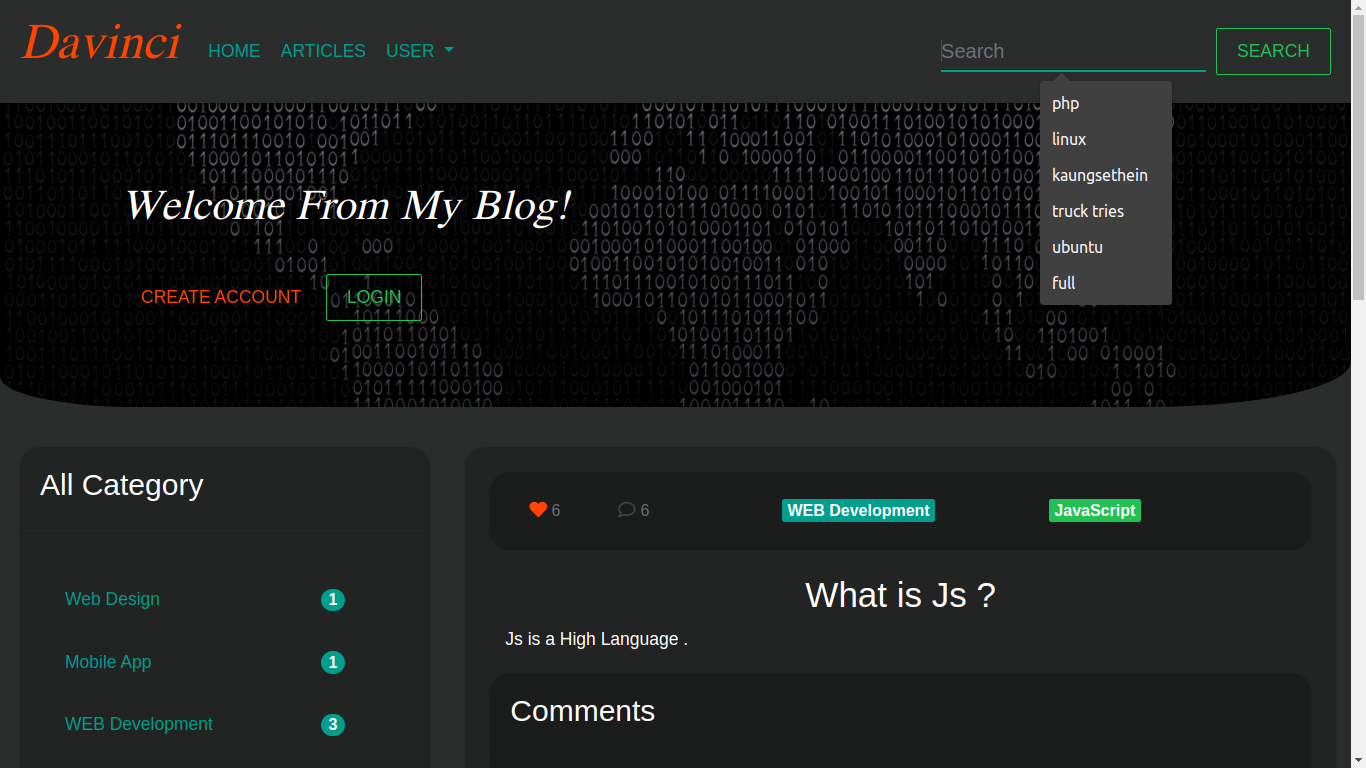 Davinci
HOME ARTICLES USER
Search
SEARCH
php
linux
kaungsethein
truck tries
ubuntu
full
Welcome From My Blog!
CREATE ACCOUNT
LOGIN
All Category
Web Design 1
Mobile App 1
WEB Development 3
6 6 WEB Development JavaScript
What is Js ?
Js is a High Language .
Comments